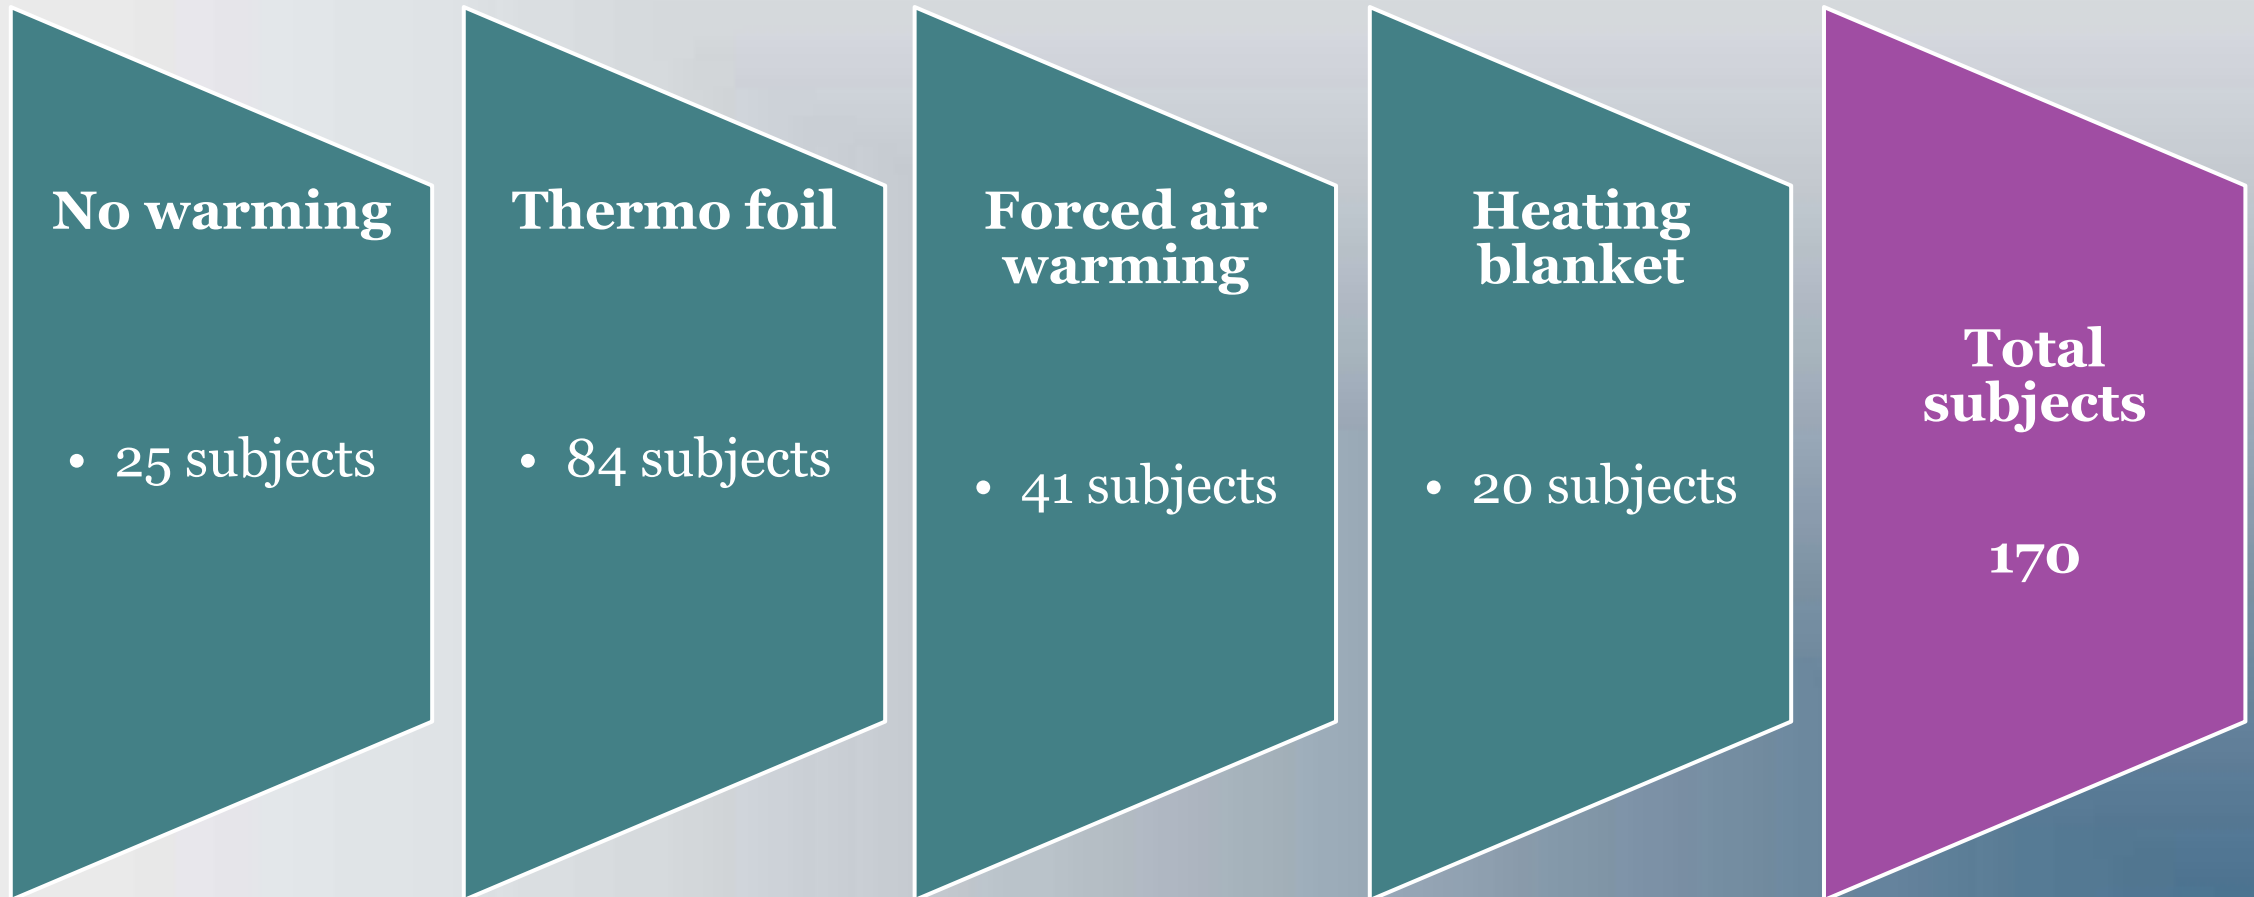 No warming
• 25 subjects
Thermo foil
• 84 subjects
Forced air
warming
• 41 subjects
Heating
blanket
• 20 subjects
Total
subjects
170